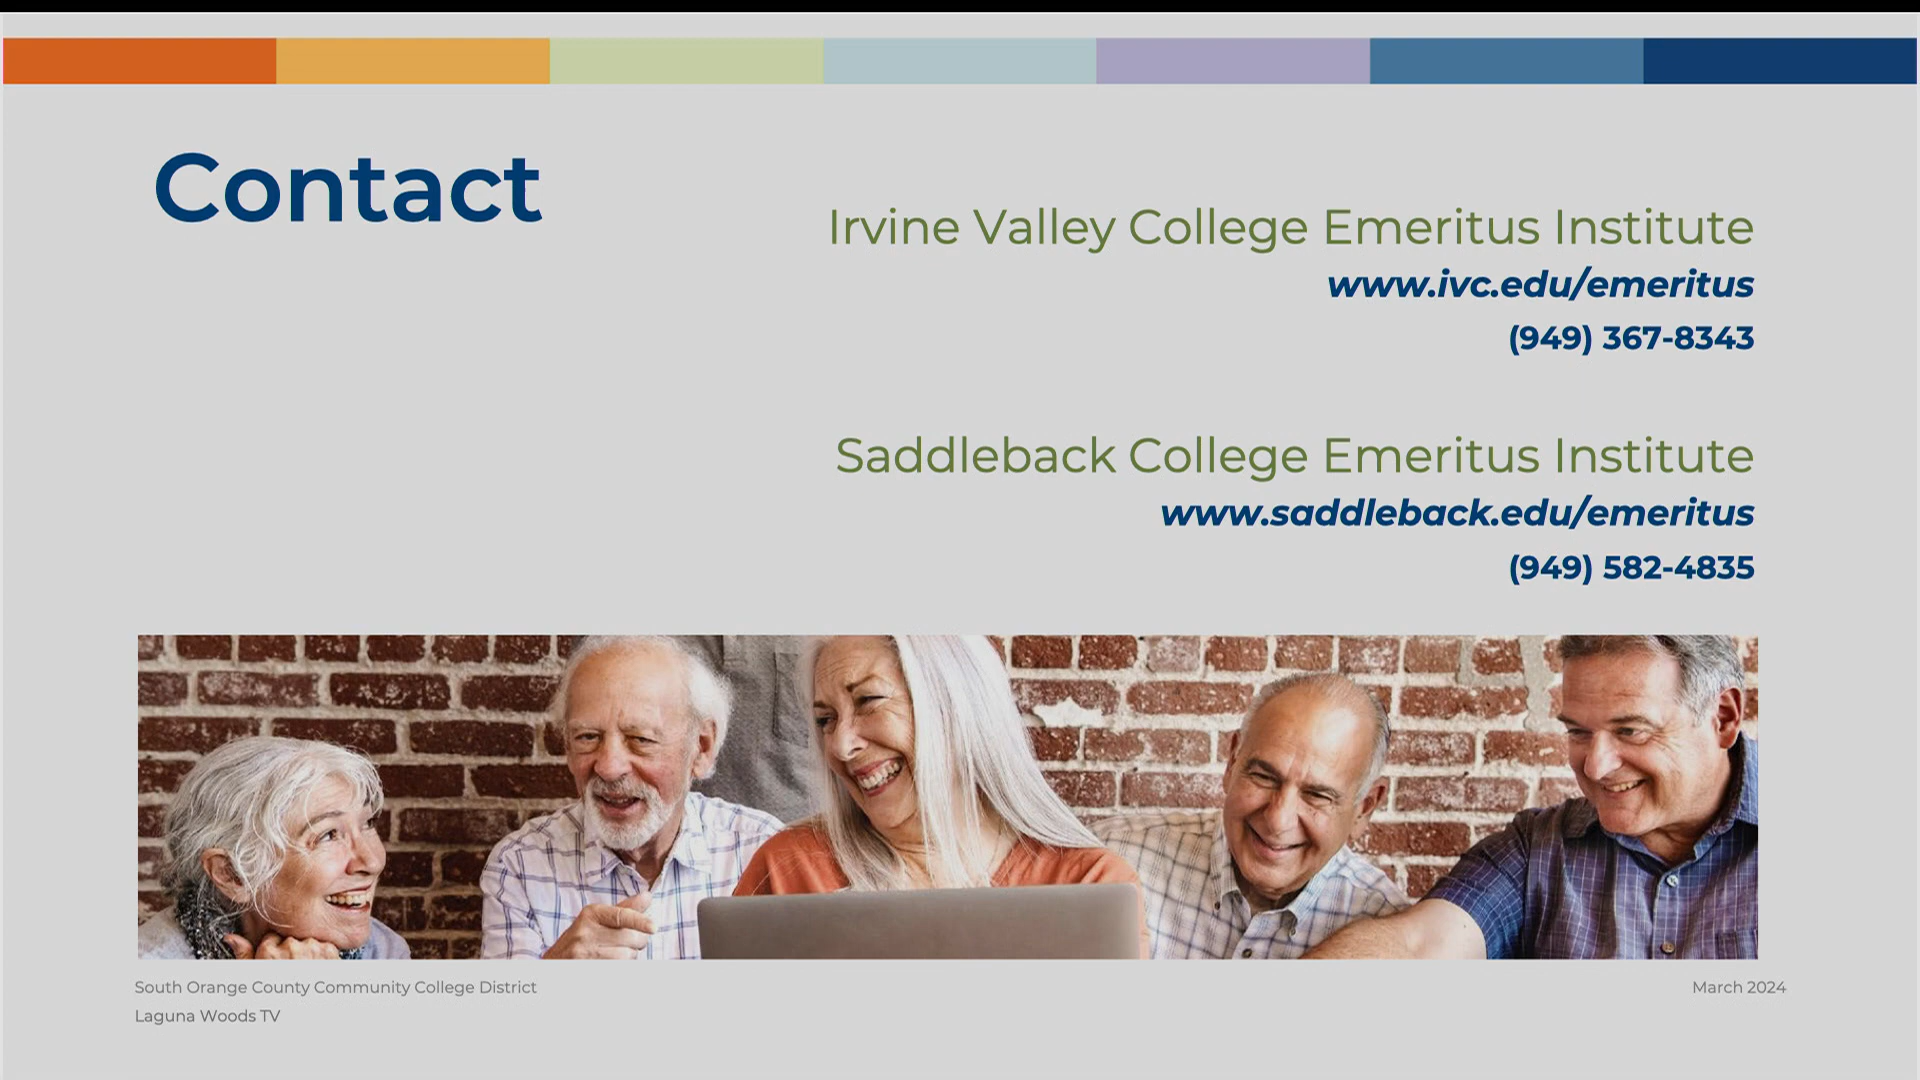 Contact
Irvine Valley College Emeritus Institute
www.ivc.edu/emeritus
(949) 367-8343
Saddleback College Emeritus Institute
www.saddleback.edu/emeritus
(949) 582-4835
South Orange County Community College District
Laguna Woods TV
March 2024